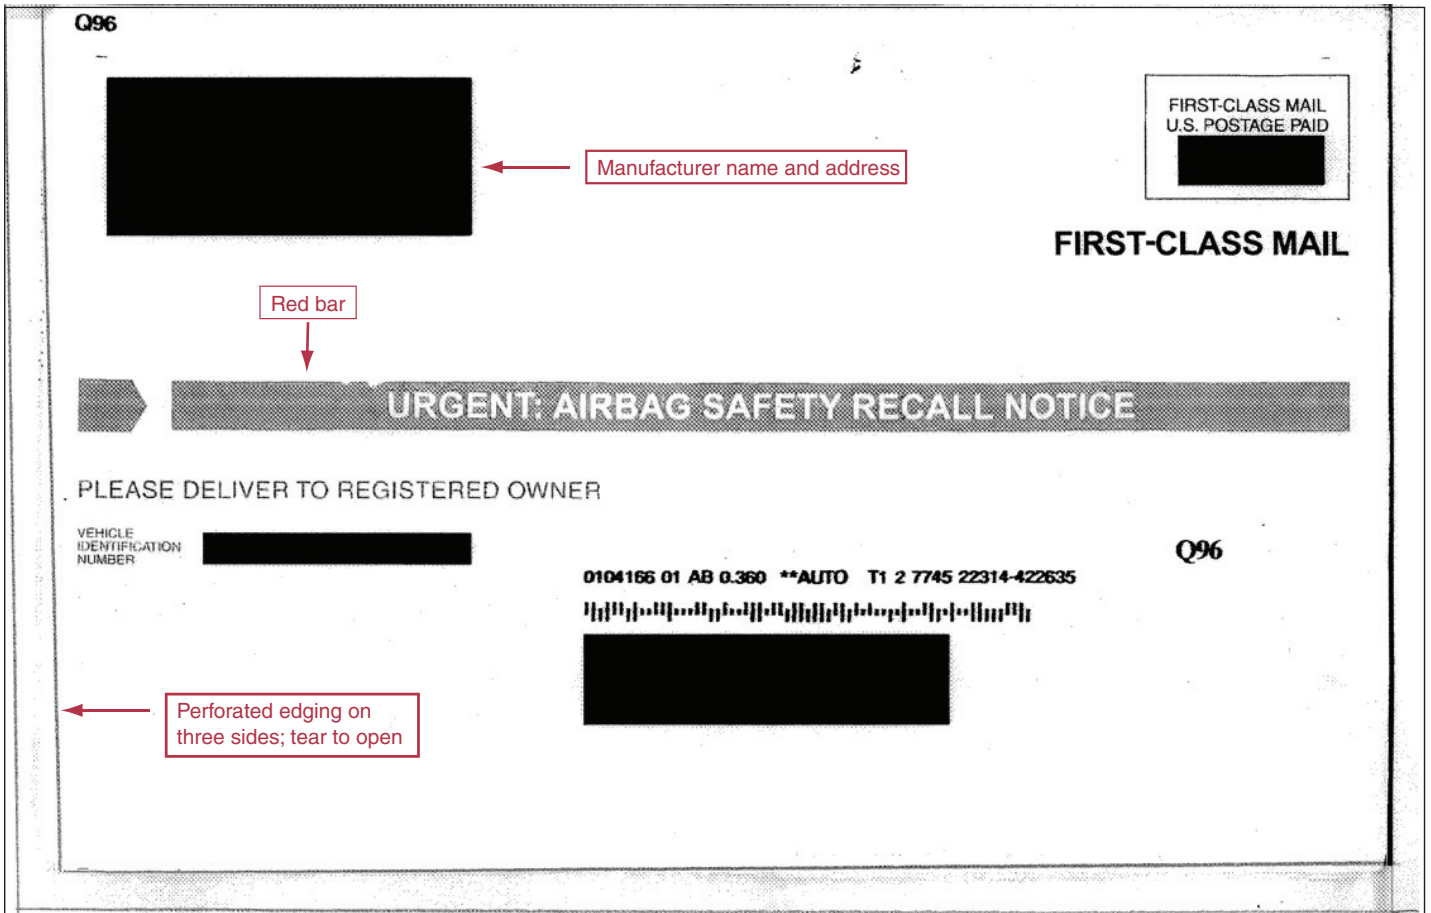 Q96
FIRST-CLASS MAIL
U.S. POSTAGE PAID
Manufacturer name and address
FIRST-CLASS MAIL
Red bar
URGENT: AIRBAG SAFETY RECALL NOTICE
PLEASE DELIVER TO REGISTERED OWNER
VEHICLE
IDENTIFICATION
NUMBER
Q96
0104166 01 AB 0.360 **AUTO T1 2 7745 22314-422635
Perforated edging on
three sides; tear to open